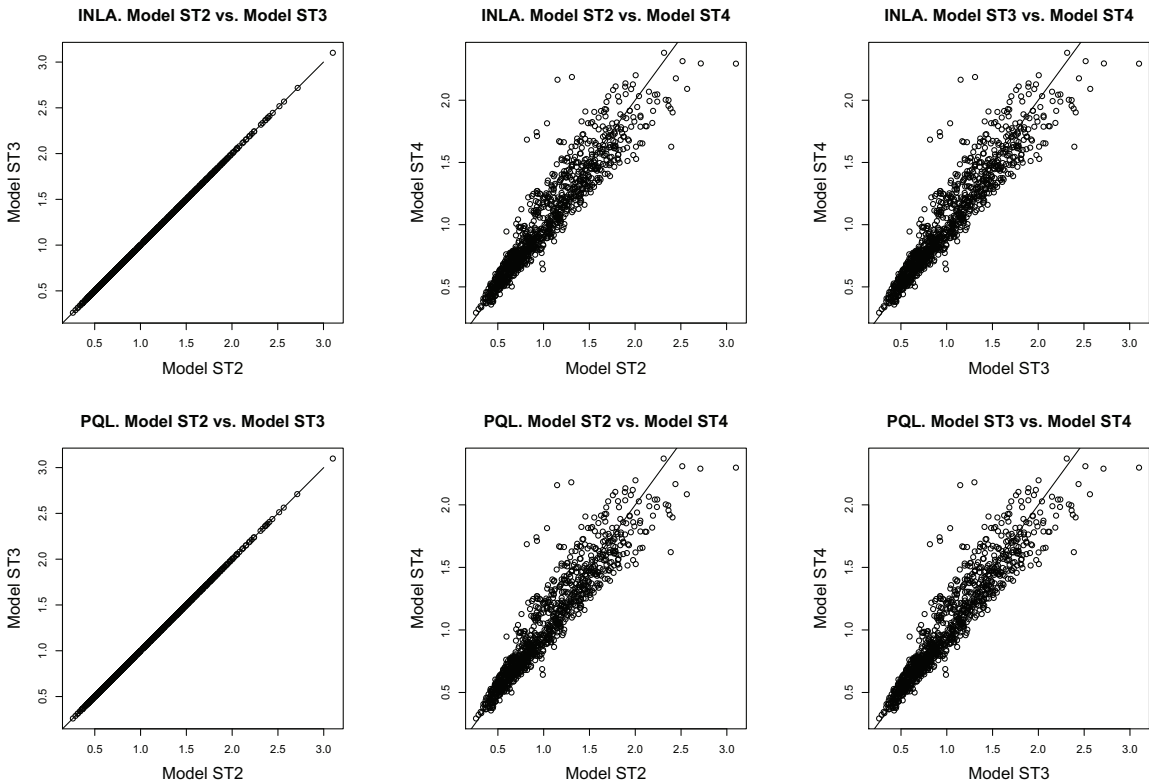 INLA. Model ST2 vs. Model ST3
INLA. Model ST2 vs. Model ST4
INLA. Model ST3 vs. Model ST4
Model ST3
3.0
2.5
2.0
1.5
1.0
0.5
0.5 1.0 1.5 2.0 2.5 3.0
Model ST2
Model ST4
2.0
1.5
1.0
0.5
0.5 1.0 1.5 2.0 2.5 3.0
Model ST2
Model ST4
2.0
1.5
1.0
0.5
0.5 1.0 1.5 2.0 2.5 3.0
Model ST3
PQL. Model ST2 vs. Model ST3
PQL. Model ST2 vs. Model ST4
PQL. Model ST3 vs. Model ST4
Model ST3
3.0
2.5
2.0
1.5
1.0
0.5
0.5 1.0 1.5 2.0 2.5 3.0
Model ST2
Model ST4
2.0
1.5
1.0
0.5
0.5 1.0 1.5 2.0 2.5 3.0
Model ST2
Model ST4
2.0
1.5
1.0
0.5
0.5 1.0 1.5 2.0 2.5 3.0
Model ST3